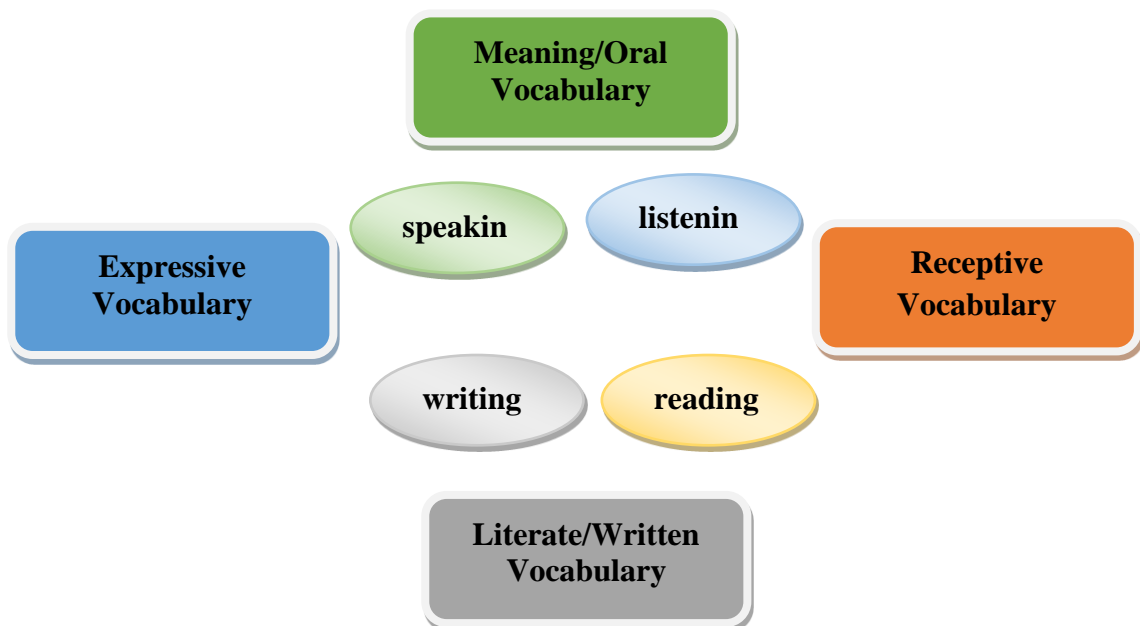 Meaning/Oral
Vocabulary
speakin
listenin
Expressive
Vocabulary
Receptive
Vocabulary
writing
reading
Literate/Written
Vocabulary